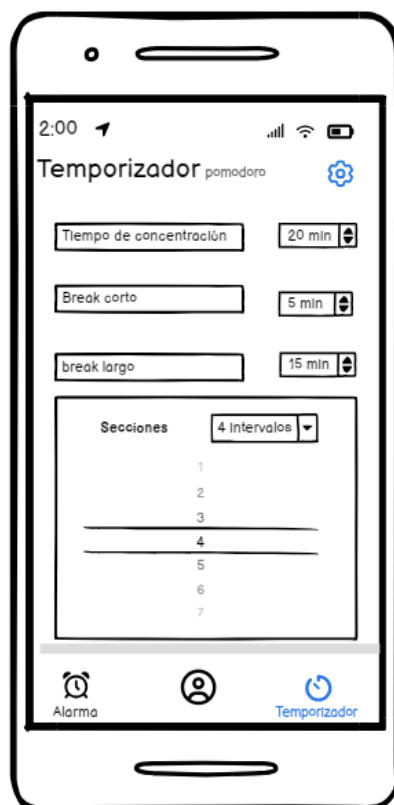 2:00
Temporizador pomodoro
Tiempo de concentración 20 min
Break corto 5 min
break largo 15 min
Secciones 4 Intervalos
1
2
3
4
5
6
7
Alarma Temporizador